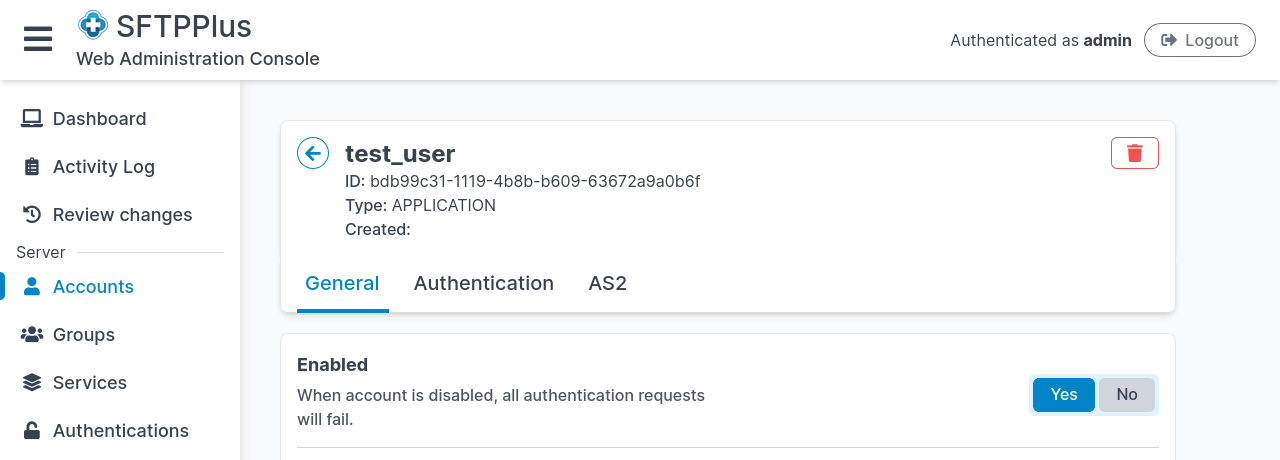 SFTPPlus
Web Administration Console
Authenticated as admin
Logout
Dashboard
Activity Log
Review changes
Server
Accounts
Groups
Services
Authentications
test_user
ID: bdb99c31-1119-4b8b-b609-63672a9a0b6f
Type: APPLICATION
Created:
General
Authentication
AS2
Enabled
When account is disabled, all authentication requests
will fail.
Yes
No